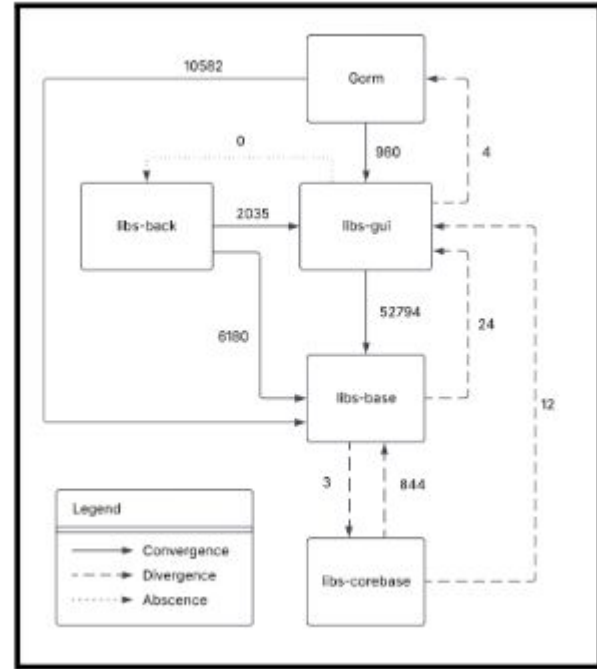 10582
Gorm
0
980
4
libs-back
2035
libs-gui
6180
52794
24
libs-base
12
3
844
Legend
Convergence
Divergence
Abscence
libs-corebase